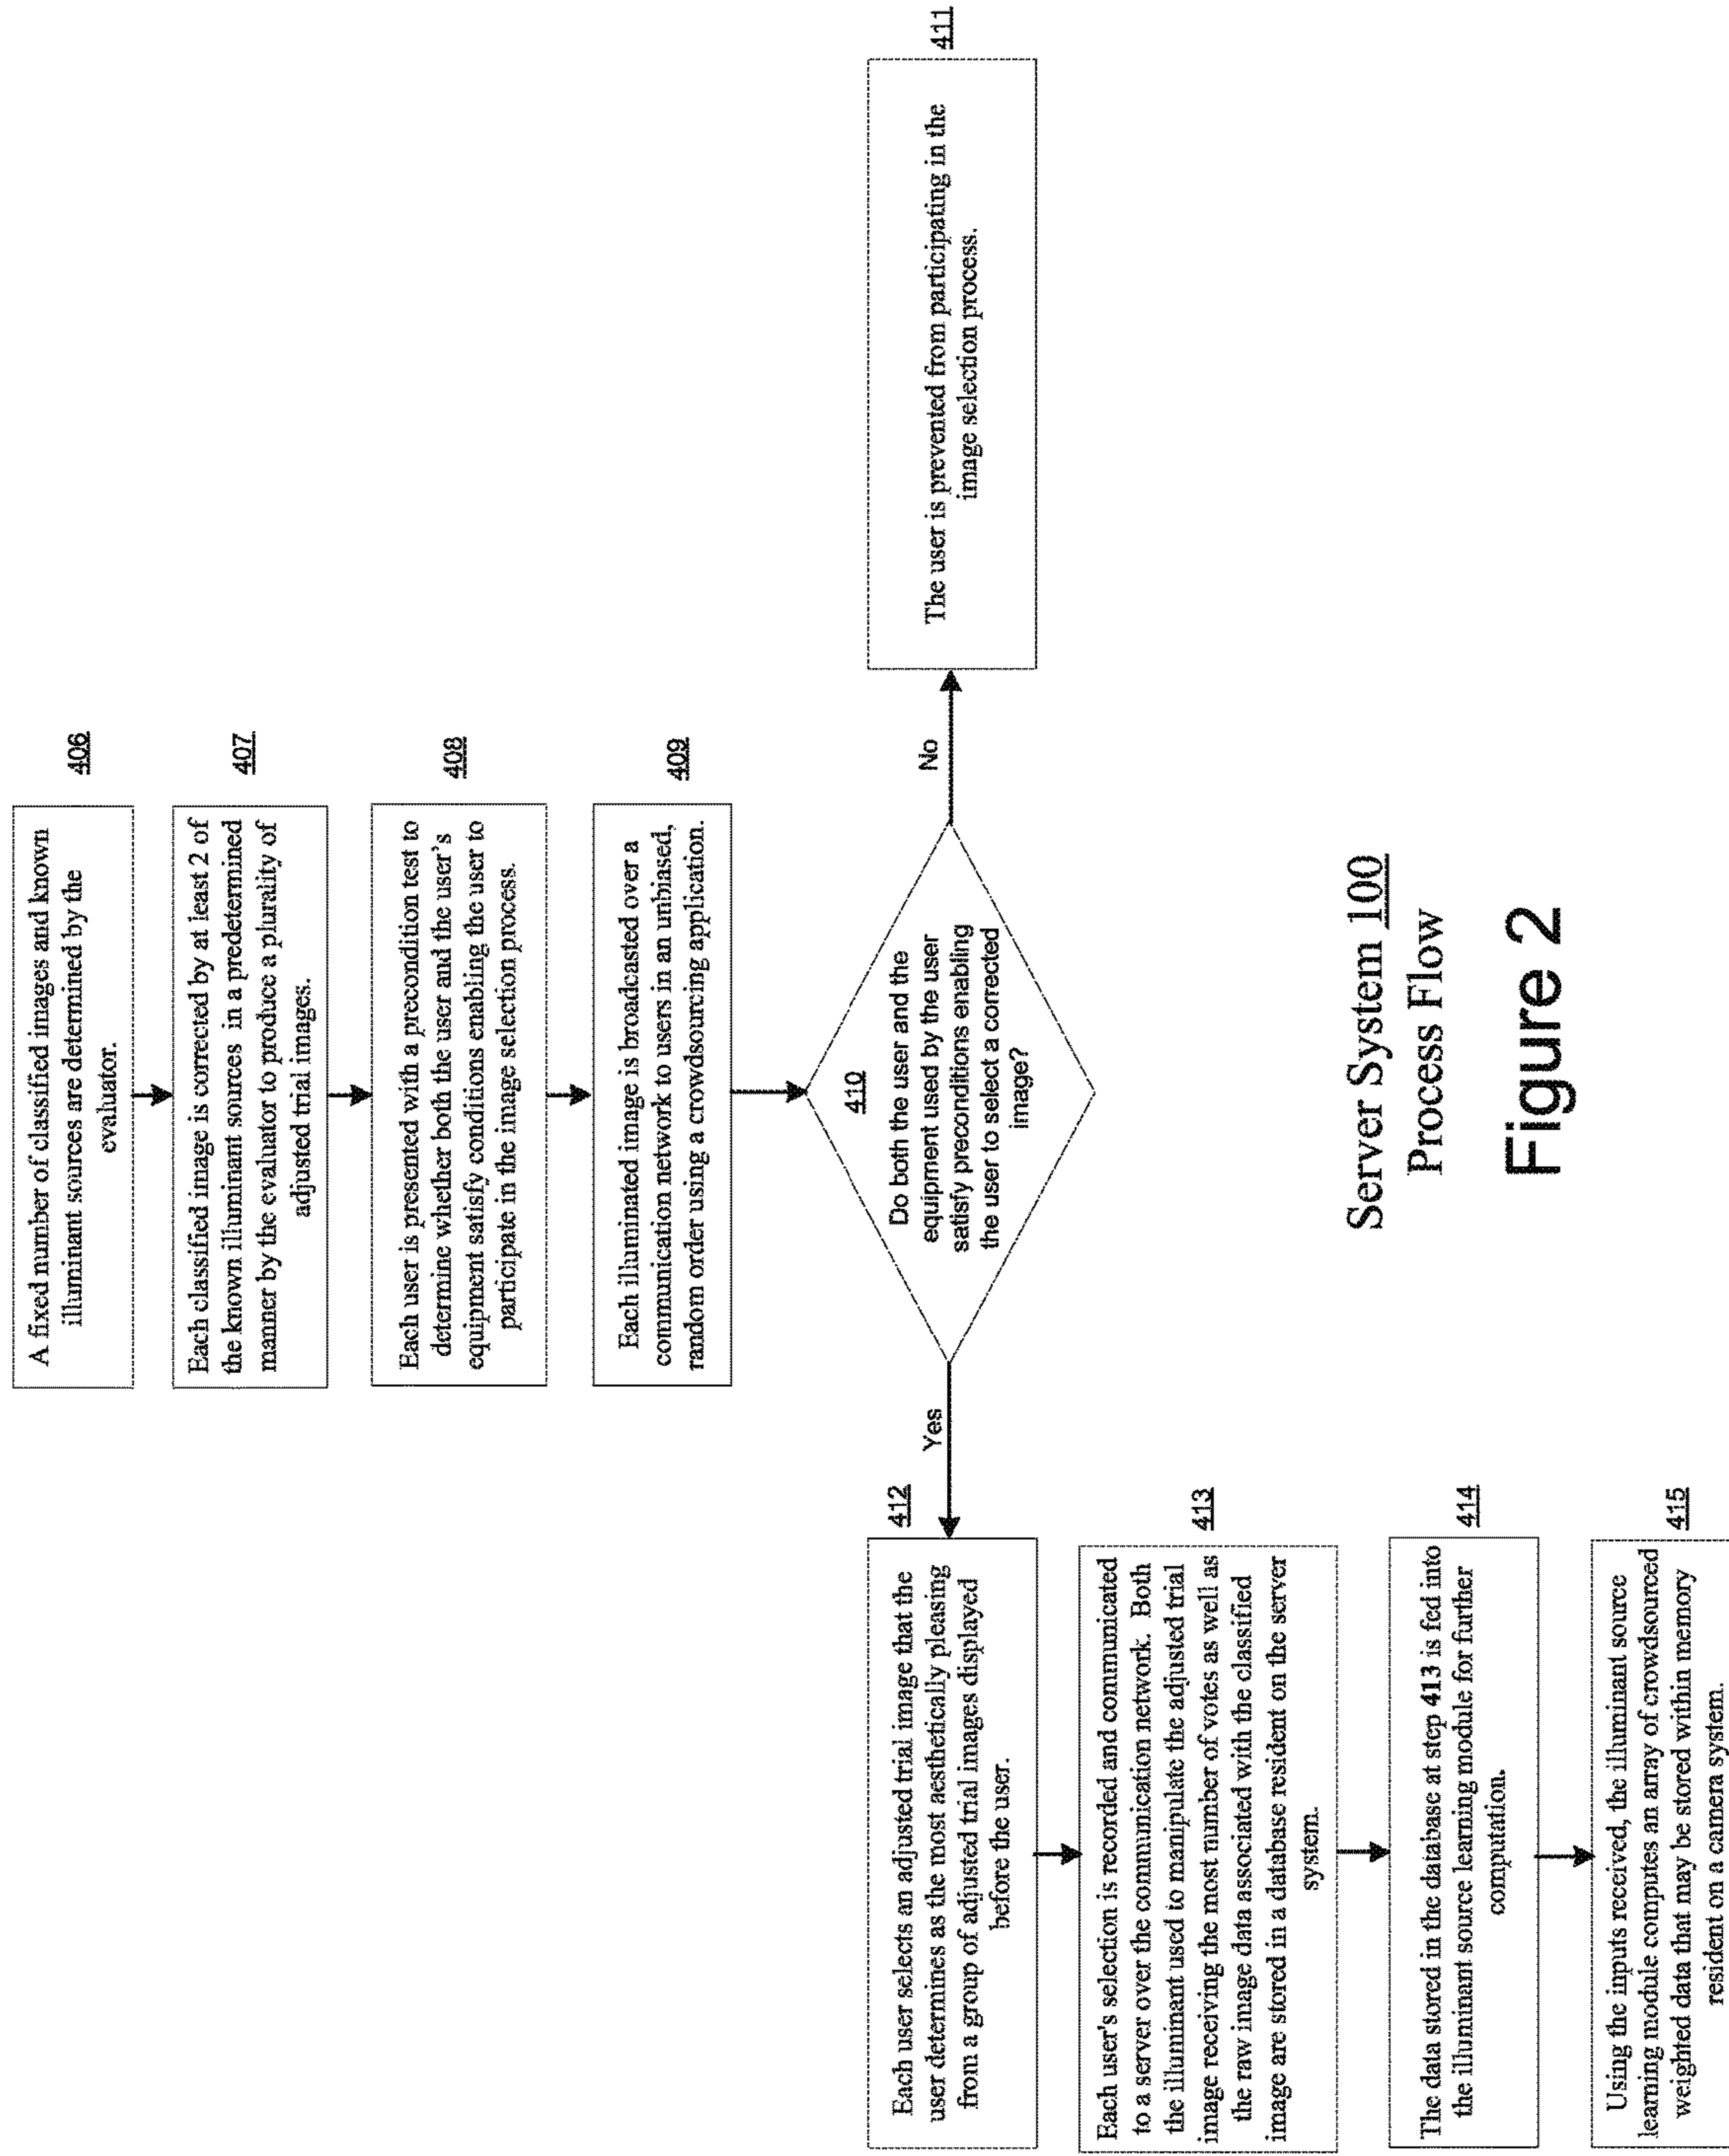 A fixed number of classified images and known
illuminant sources are determined by the
evaluator.
406
Each classified image is corrected by at least 2 of
the known illuminant sources in a predetermined
manner by the evaluator to produce a plurality of
adjusted trial images.
407
Each user is presented with a precondition test to
determine whether both the user and the user's
equipment satisfy conditions enabling the user to
participate in the image selection process.
408
Each illuminated image is broadcasted over a
communication network to users in an unbiased,
random order using a crowdsourcing application.
409
410
Do both the user and the
equipment used by the user
satisfy preconditions enabling
the user to select a corrected
image?
No
The user is prevented from participating in the
image selection process.
411
Yes
Each user selects an adjusted trial image that the
user determines as the most aesthetically pleasing
from a group of adjusted trial images displayed
before the user.
412
Each user's selection is recorded and communicated
to a server over the communication network. Both
the illuminant used to manipulate the adjusted trial
image receiving the most number of votes as well as
the raw image data associated with the classified
image are stored in a database resident on the server
system.
413
The data stored in the database at step 413 is fed into
the illuminant source learning module for further
computation.
414
Using the inputs received, the illuminant source
learning module computes an array of crowdsourced
weighted data that may be stored within memory
resident on a camera system.
415
Server System 100
Process Flow
Figure 2